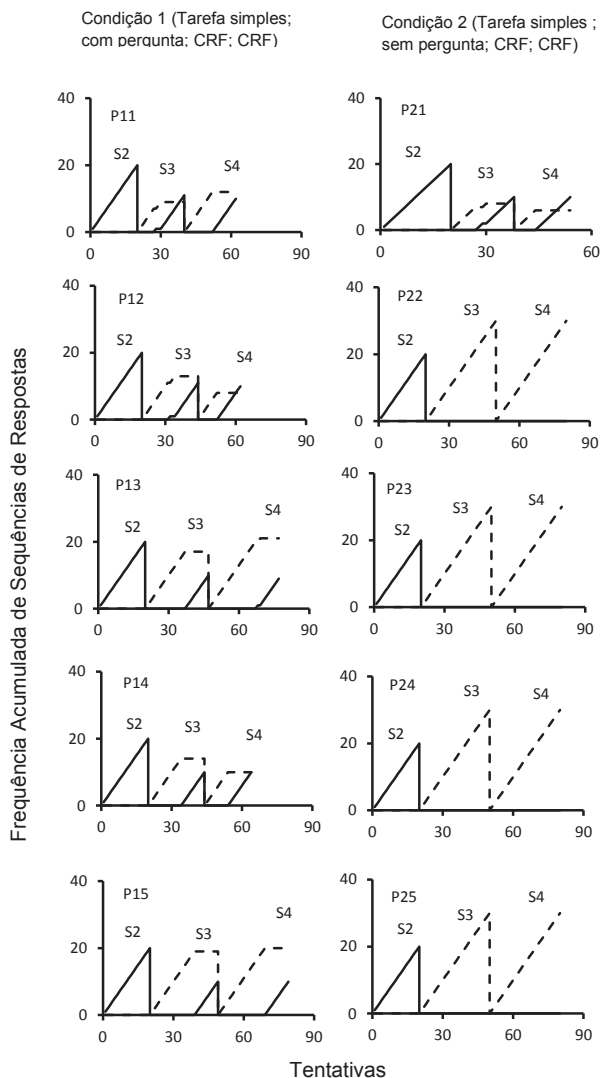 Condição 1 (Tarefa simples;
com pergunta; CRF; CRF)
Condição 2 (Tarefa simples ;
sem pergunta; CRF; CRF)
Frequência Acumulada de Sequências de Respostas
P11
S2 S3 S4
40
20
0
0 30 60 90
P21
S2 S3 S4
40
20
0
0 30 60
P12
S2 S3 S4
40
20
0
0 30 60 90
P22
S2 S3 S4
40
20
0
0 30 60 90
P13
S2 S3 S4
40
20
0
0 30 60 90
P23
S2 S3 S4
40
20
0
0 30 60 90
P14
S2 S3 S4
40
20
0
0 30 60 90
P24
S2 S3 S4
40
20
0
0 30 60 90
P15
S2 S3 S4
40
20
0
0 30 60 90
P25
S2 S3 S4
40
20
0
0 30 60 90
Tentativas